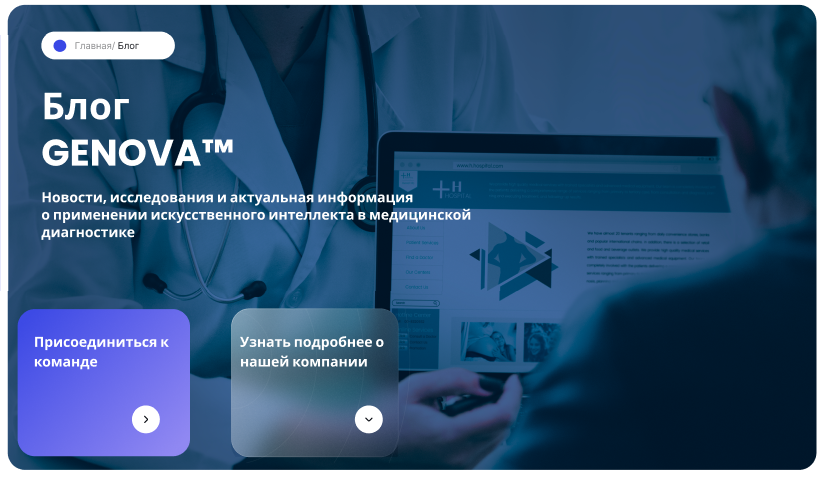 Главная/ Блог
Блог
GENOVA™
Новости, исследования и актуальная информация
о применении искусственного интеллекта в медицинской
диагностике
Присоединиться к
команде
Узнать подробнее о
нашей компании